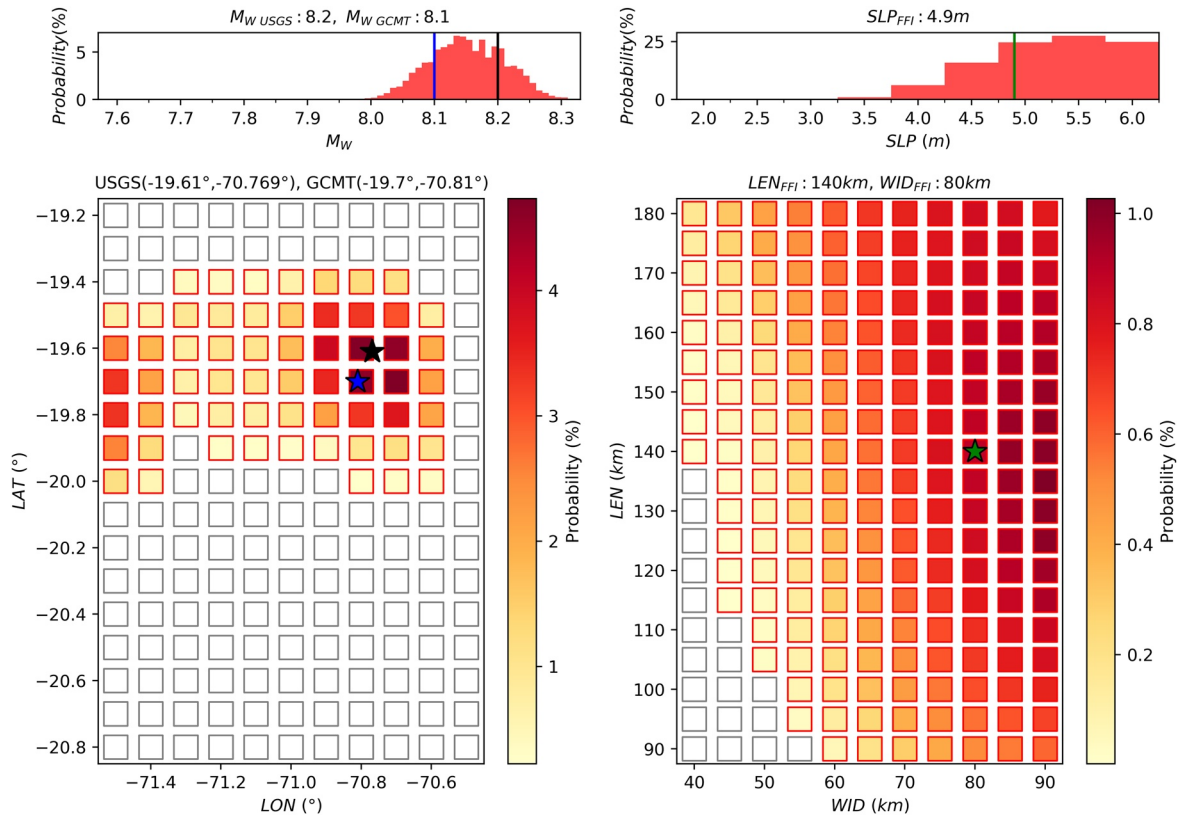 M_W USGS : 8.2, M_W GCMT : 8.1
Probability(%)
5
0
7.6 7.7 7.8 7.9 8.0 8.1 8.2 8.3
M_W
SLP_FFI : 4.9m
Probability(%)
25
0
2.0 2.5 3.0 3.5 4.0 4.5 5.0 5.5 6.0
SLP (m)
USGS(-19.61°,-70.769°), GCMT(-19.7°,-70.81°)
LAT (°)
−19.2
−19.4
−19.6
−19.8
−20.0
−20.2
−20.4
−20.6
−20.8
−71.4 −71.2 −71.0 −70.8 −70.6
LON (°)
4
3
2
1
Probability (%)
LEN_FFI : 140km, WID_FFI : 80km
LEN (km)
180
170
160
150
140
130
120
110
100
90
40 50 60 70 80 90
WID (km)
1.0
0.8
0.6
0.4
0.2
Probability (%)